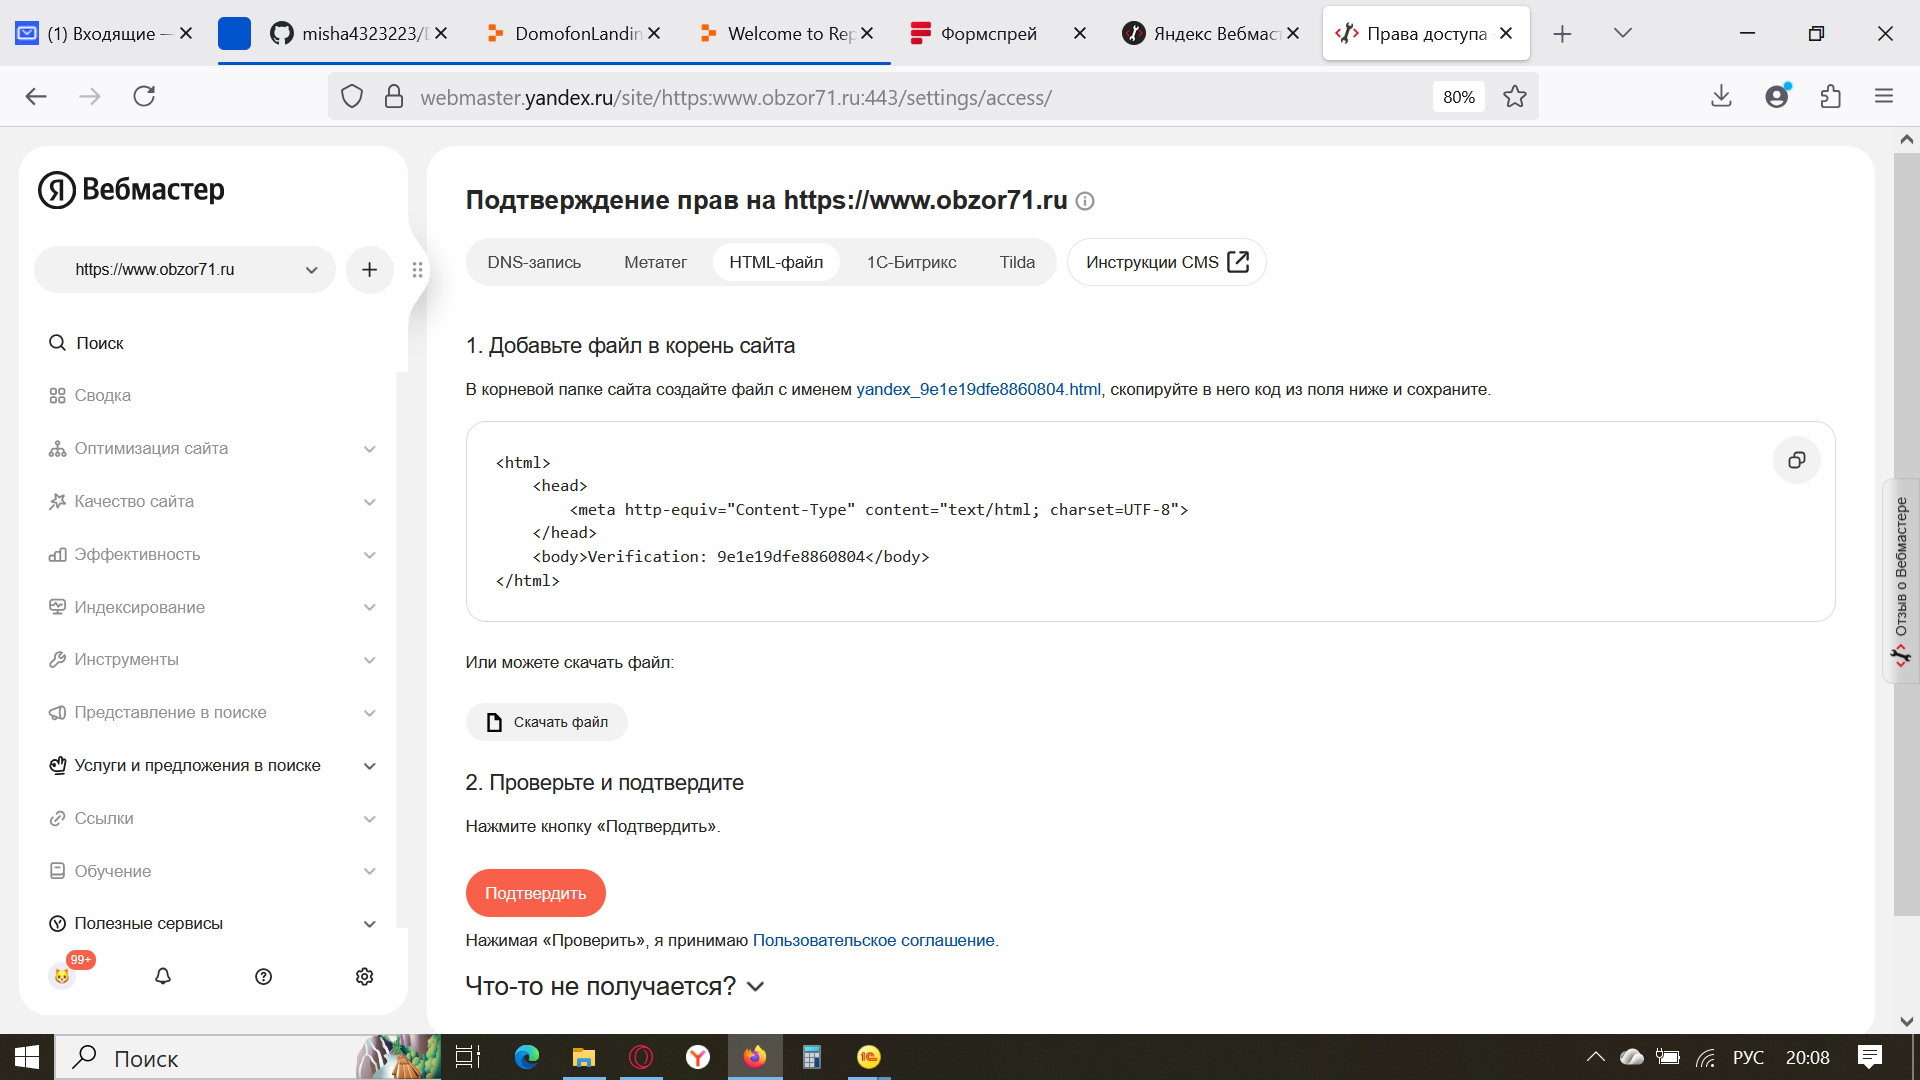 (1) Входящие
misha4323223/
DomofonLandin
Welcome to Rep
Формспрей
Яндекс Вебмаст
Права доступа
webmaster.yandex.ru/site/https:www.obzor71.ru:443/settings/access/
80%
Вебмастер
https://www.obzor71.ru
Поиск
Сводка
Оптимизация сайта
Качество сайта
Эффективность
Индексирование
Инструменты
Представление в поиске
Услуги и предложения в поиске
Ссылки
Обучение
Полезные сервисы
99+
Подтверждение прав на https://www.obzor71.ru
DNS-запись Метатег HTML-файл 1С-Битрикс Tilda Инструкции CMS
1. Добавьте файл в корень сайта
В корневой папке сайта создайте файл с именем yandex_9e1e19dfe8860804.html, скопируйте в него код из поля ниже и сохраните.
<html>
<head>
<meta http-equiv="Content-Type" content="text/html; charset=UTF-8">
</head>
<body>Verification: 9e1e19dfe8860804</body>
</html>
Или можете скачать файл:
Скачать файл
2. Проверьте и подтвердите
Нажмите кнопку «Подтвердить».
Подтвердить
Нажимая «Проверить», я принимаю Пользовательское соглашение.
Что-то не получается?
Отзыв о Вебмастере
Поиск
РУС
20:08